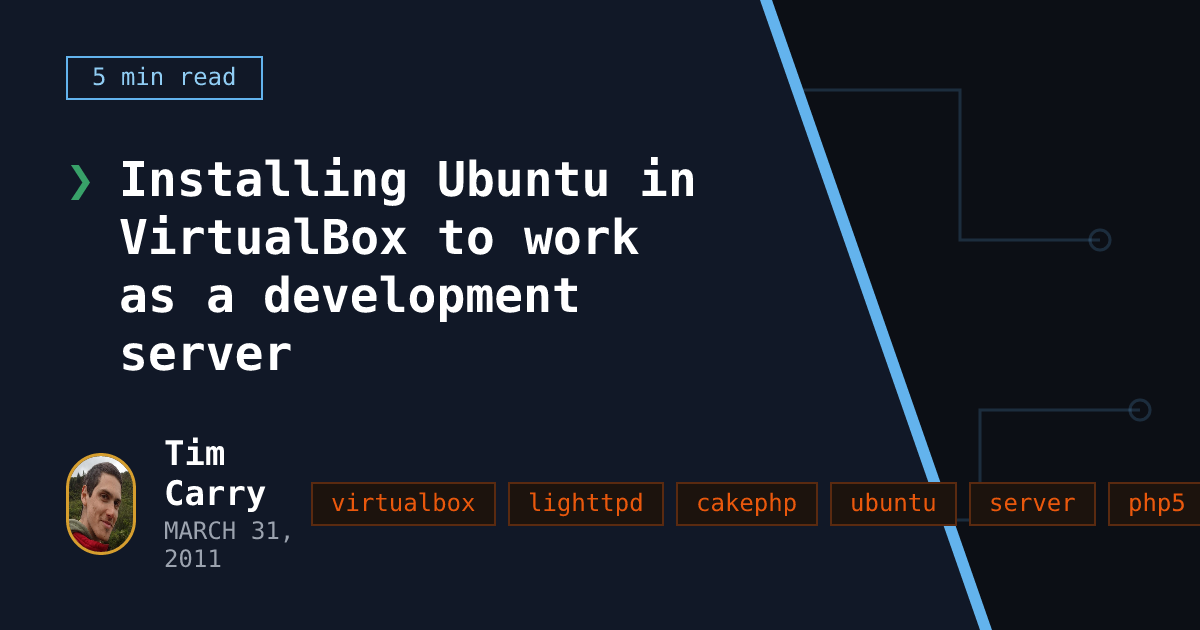 5 min read
❯ Installing Ubuntu in
VirtualBox to work
as a development
server
Tim
Carry
MARCH 31,
2011
virtualbox lighttpd cakephp ubuntu server php5